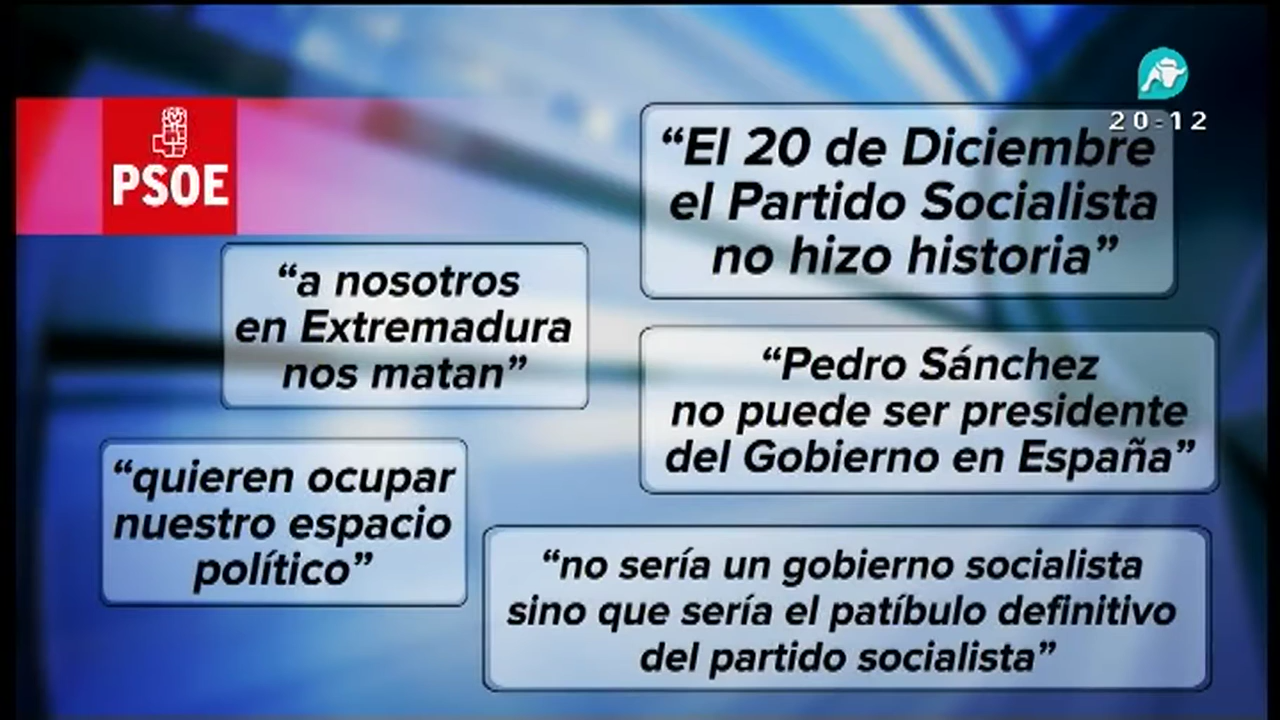 20:12
PSOE
“El 20 de Diciembre
el Partido Socialista
no hizo historia”
“a nosotros
en Extremadura
nos matan”
“Pedro Sánchez
no puede ser presidente
del Gobierno en España”
“quieren ocupar
nuestro espacio
político”
“no sería un gobierno socialista
sino que sería el patíbulo definitivo
del partido socialista”